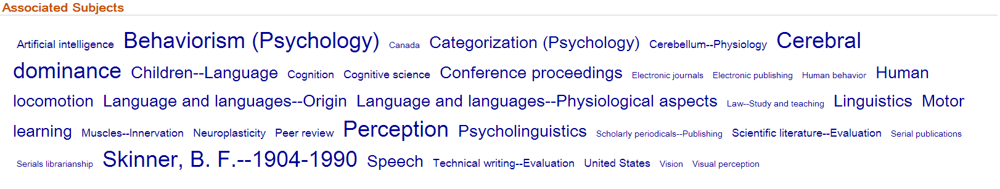 Associated Subjects
Artificial intelligence Behaviorism (Psychology) Canada Categorization (Psychology) Cerebellum--Physiology Cerebral
dominance Children--Language Cognition Cognitive science Conference proceedings Electronic journals Electronic publishing Human behavior Human
locomotion Language and languages--Origin Language and languages--Physiological aspects Law--Study and teaching Linguistics Motor
learning Muscles--Innervation Neuroplasticity Peer review Perception Psycholinguistics Scholarly periodicals--Publishing Scientific literature--Evaluation Serial publications
Serials librarianship Skinner, B. F.--1904-1990 Speech Technical writing--Evaluation United States Vision Visual perception